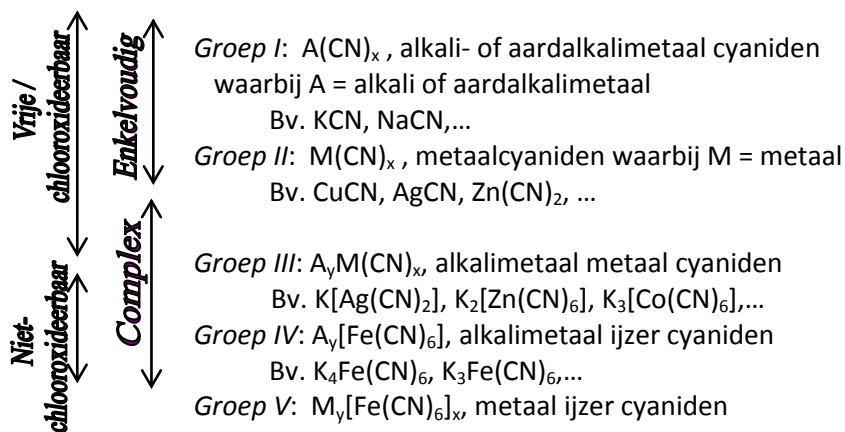 Vrije /
chlooroxideerbaar
Enkelvoudig
Groep I: A(CN)ₓ , alkali- of aardalkalimetaal cyaniden
waarbij A = alkali of aardalkalimetaal
Bv. KCN, NaCN,…
Groep II: M(CN)ₓ , metaalcyaniden waarbij M = metaal
Bv. CuCN, AgCN, Zn(CN)₂, …
Niet-
chlooroxideerbaar
Complex
Groep III: AᵧM(CN)ₓ, alkalimetaal metaal cyaniden
Bv. K[Ag(CN)₂], K₂[Zn(CN)₆], K₃[Co(CN)₆],…
Groep IV: Aᵧ[Fe(CN)₆], alkalimetaal ijzer cyaniden
Bv. K₄Fe(CN)₆, K₃Fe(CN)₆,…
Groep V: Mᵧ[Fe(CN)₆]ₓ, metaal ijzer cyaniden